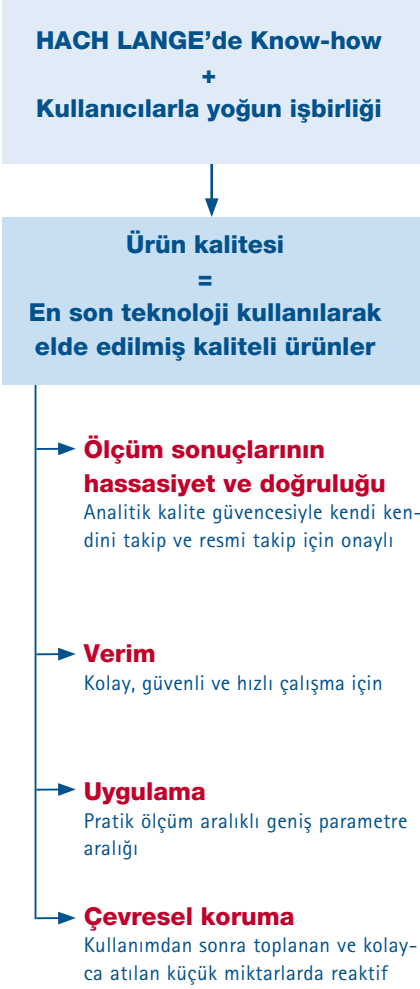 HACH LANGE’de Know-how
+
Kullanıcılarla yoğun işbirliği
Ürün kalitesi
=
En son teknoloji kullanılarak
elde edilmiş kaliteli ürünler
Ölçüm sonuçlarının
hassasiyet ve doğruluğu
Analitik kalite güvencesiyle kendi ken-
dini takip ve resmi takip için onaylı
Verim
Kolay, güvenli ve hızlı çalışma için
Uygulama
Pratik ölçüm aralıklı geniş parametre
aralığı
Çevresel koruma
Kullanımdan sonra toplanan ve kolay-
ca atılan küçük miktarlarda reaktif